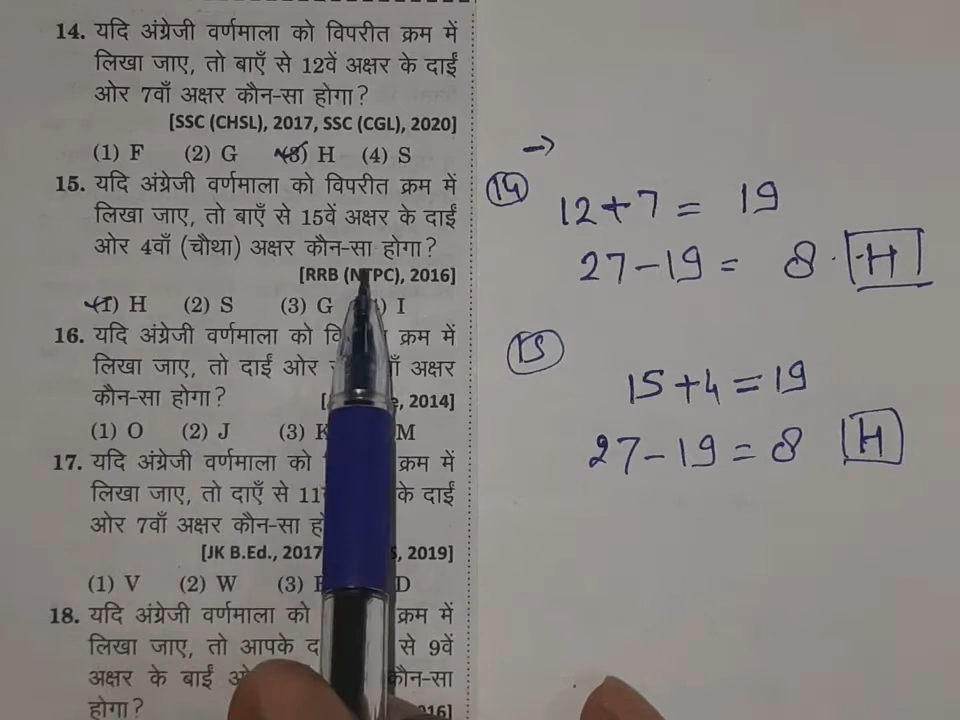 14. यदि अंग्रेजी वर्णमाला को विपरीत क्रम में
लिखा जाए, तो बाएँ से 12वें अक्षर के दाईं
ओर 7वाँ अक्षर कौन-सा होगा?
[SSC (CHSL), 2017, SSC (CGL), 2020]
(1) F (2) G (3) H (4) S
15. यदि अंग्रेजी वर्णमाला को विपरीत क्रम में
लिखा जाए, तो बाएँ से 15वें अक्षर के दाईं
ओर 4वाँ (चौथा) अक्षर कौन-सा होगा?
[RRB (NTPC), 2016]
(1) H (2) S (3) G I
16. यदि अंग्रेजी वर्णमाला को क्रम में
लिखा जाए, तो दाईं ओर अक्षर
कौन-सा होगा? 2014]
(1) O (2) J (3) M
17. यदि अंग्रेजी वर्णमाला को क्रम में
लिखा जाए, तो दाएँ से के दाईं
ओर 7वाँ अक्षर कौन-सा
[JK B.Ed., 2017 2019]
(1) V (2) W (3) D
18. यदि अंग्रेजी वर्णमाला को क्रम में
लिखा जाए, तो आपके से 9वें
अक्षर के बाईं कौन-सा
होगा?
→
14
12+7 = 19
27-19 = 8 . H
15
15+4=19
27-19=8 H